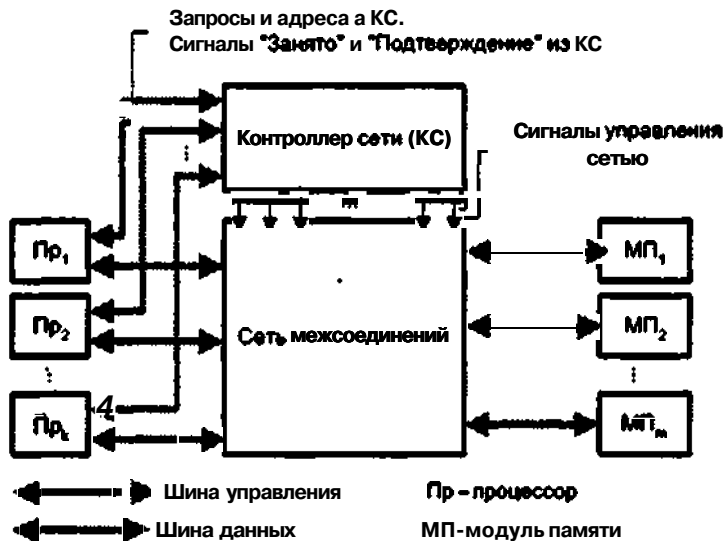 Запросы и адреса а КС.
Сигналы "Занято" и "Подтверждение" из КС
Контроллер сети (КС)
Сигналы управления
сетью
Пр₁
МП₁
Пр₂
Сеть межсоединений
МП₂
4
Прₖ
МПₘ
Шина управления
Пр – процессор
Шина данных
МП-модуль памяти